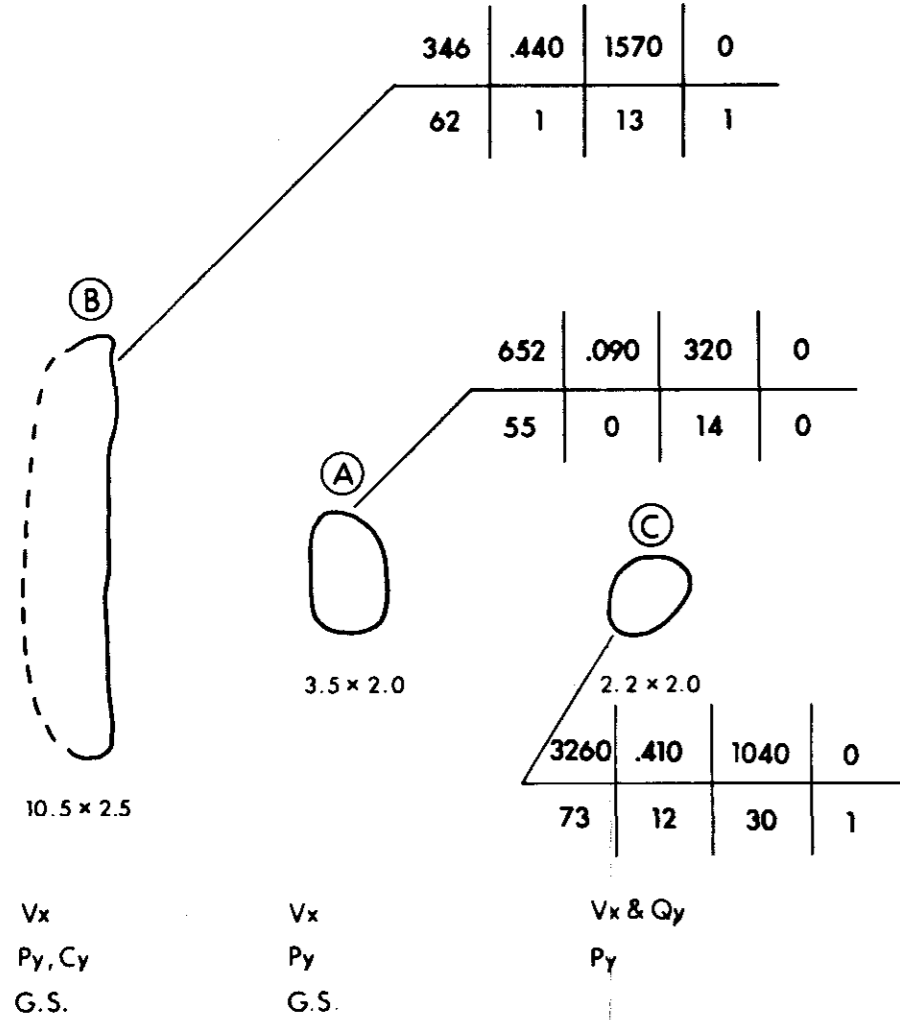 346 .440 1570 0
62 1 13 1
B
652 .090 320 0
55 0 14 0
A
C
3.5 × 2.0
2.2 × 2.0
3260 .410 1040 0
10.5 × 2.5
73 12 30 1
Vx Vx Vx & Qy
Py, Cy Py Py
G.S. G.S.